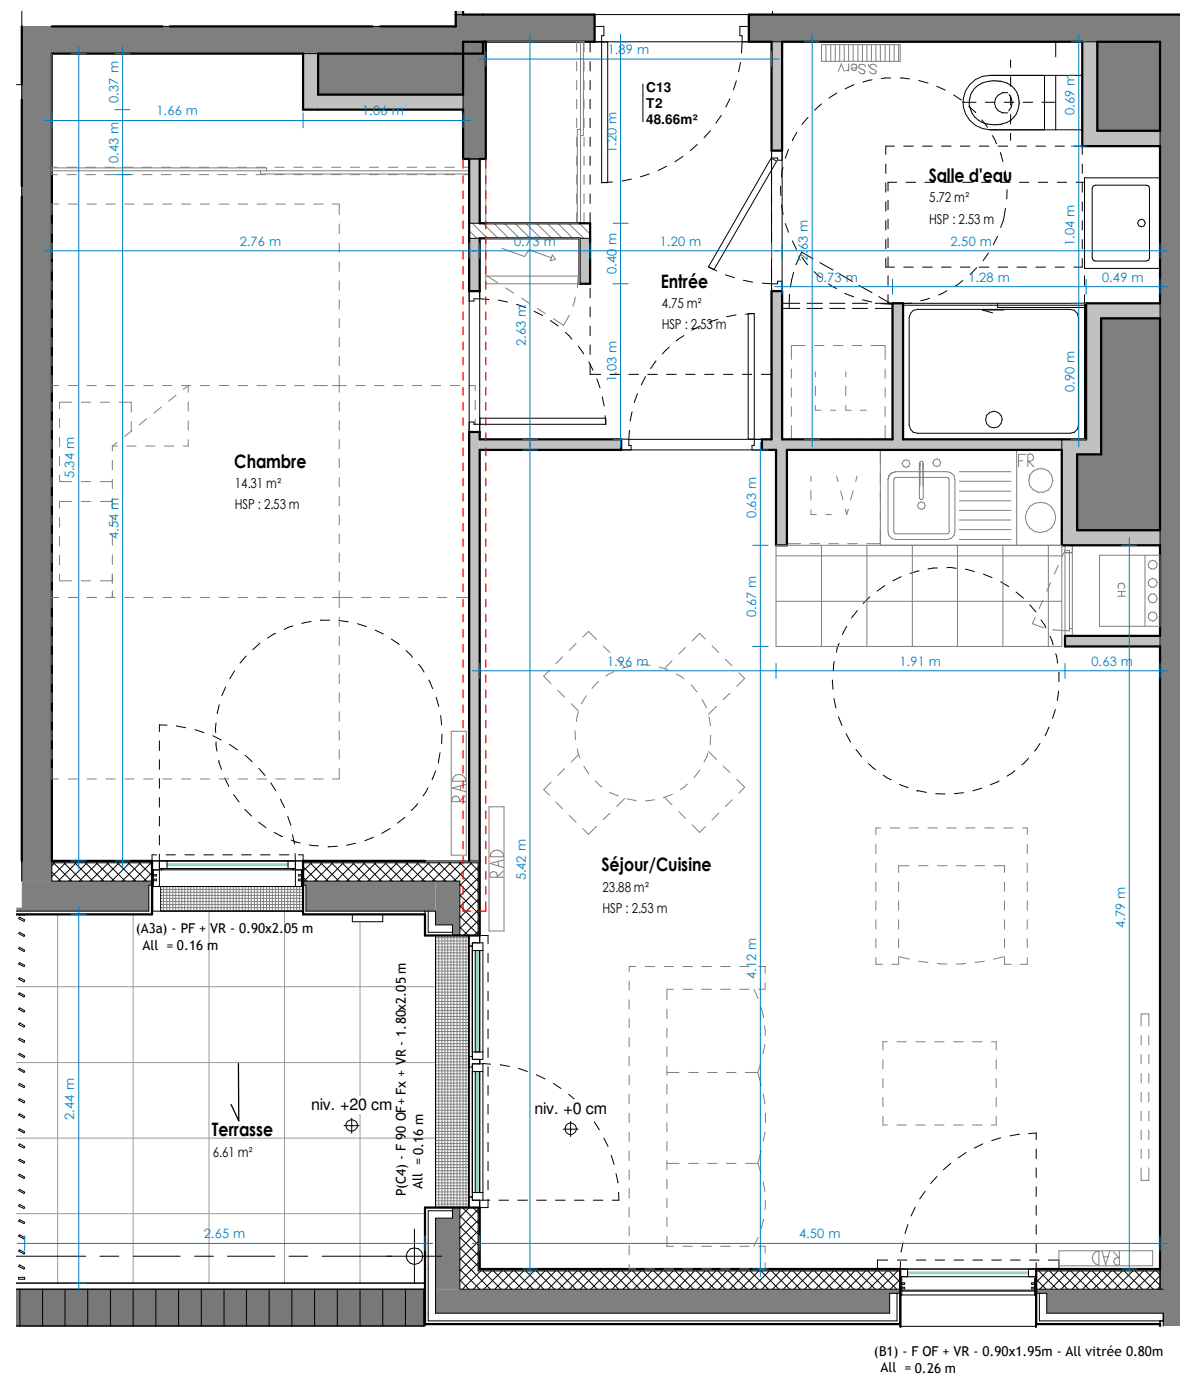 1.89 m
C13
T2
48.66m²
S.Serv
0.69 m
0.37 m
1.66 m
1.06 m
0.43 m
1.20 m
Salle d'eau
5.72 m²
HSP : 2.53 m
1.04 m
2.76 m
0.73 m
0.40 m
1.20 m
2.63 m
2.50 m
Entrée
4.75 m²
HSP : 2.53 m
0.73 m
1.28 m
0.49 m
2.63 m
1.03 m
0.90 m
LL
Chambre
14.31 m²
HSP : 2.53 m
5.34 m
4.54 m
0.63 m
LV
FR
0.67 m
CH
1.96 m
1.91 m
0.63 m
RAD
RAD
5.42 m
Séjour/Cuisine
23.88 m²
HSP : 2.53 m
4.79 m
4.12 m
(A3a) - PF + VR - 0.90x2.05 m
All = 0.16 m
P(C4) - F 90 OF+ Fx + VR - 1.80x2.05 m
All = 0.16 m
2.44 m
niv. +20 cm
niv. +0 cm
Terrasse
6.61 m²
2.65 m
4.50 m
RAD
(B1) - F OF + VR - 0.90x1.95m - All vitrée 0.80m
All = 0.26 m